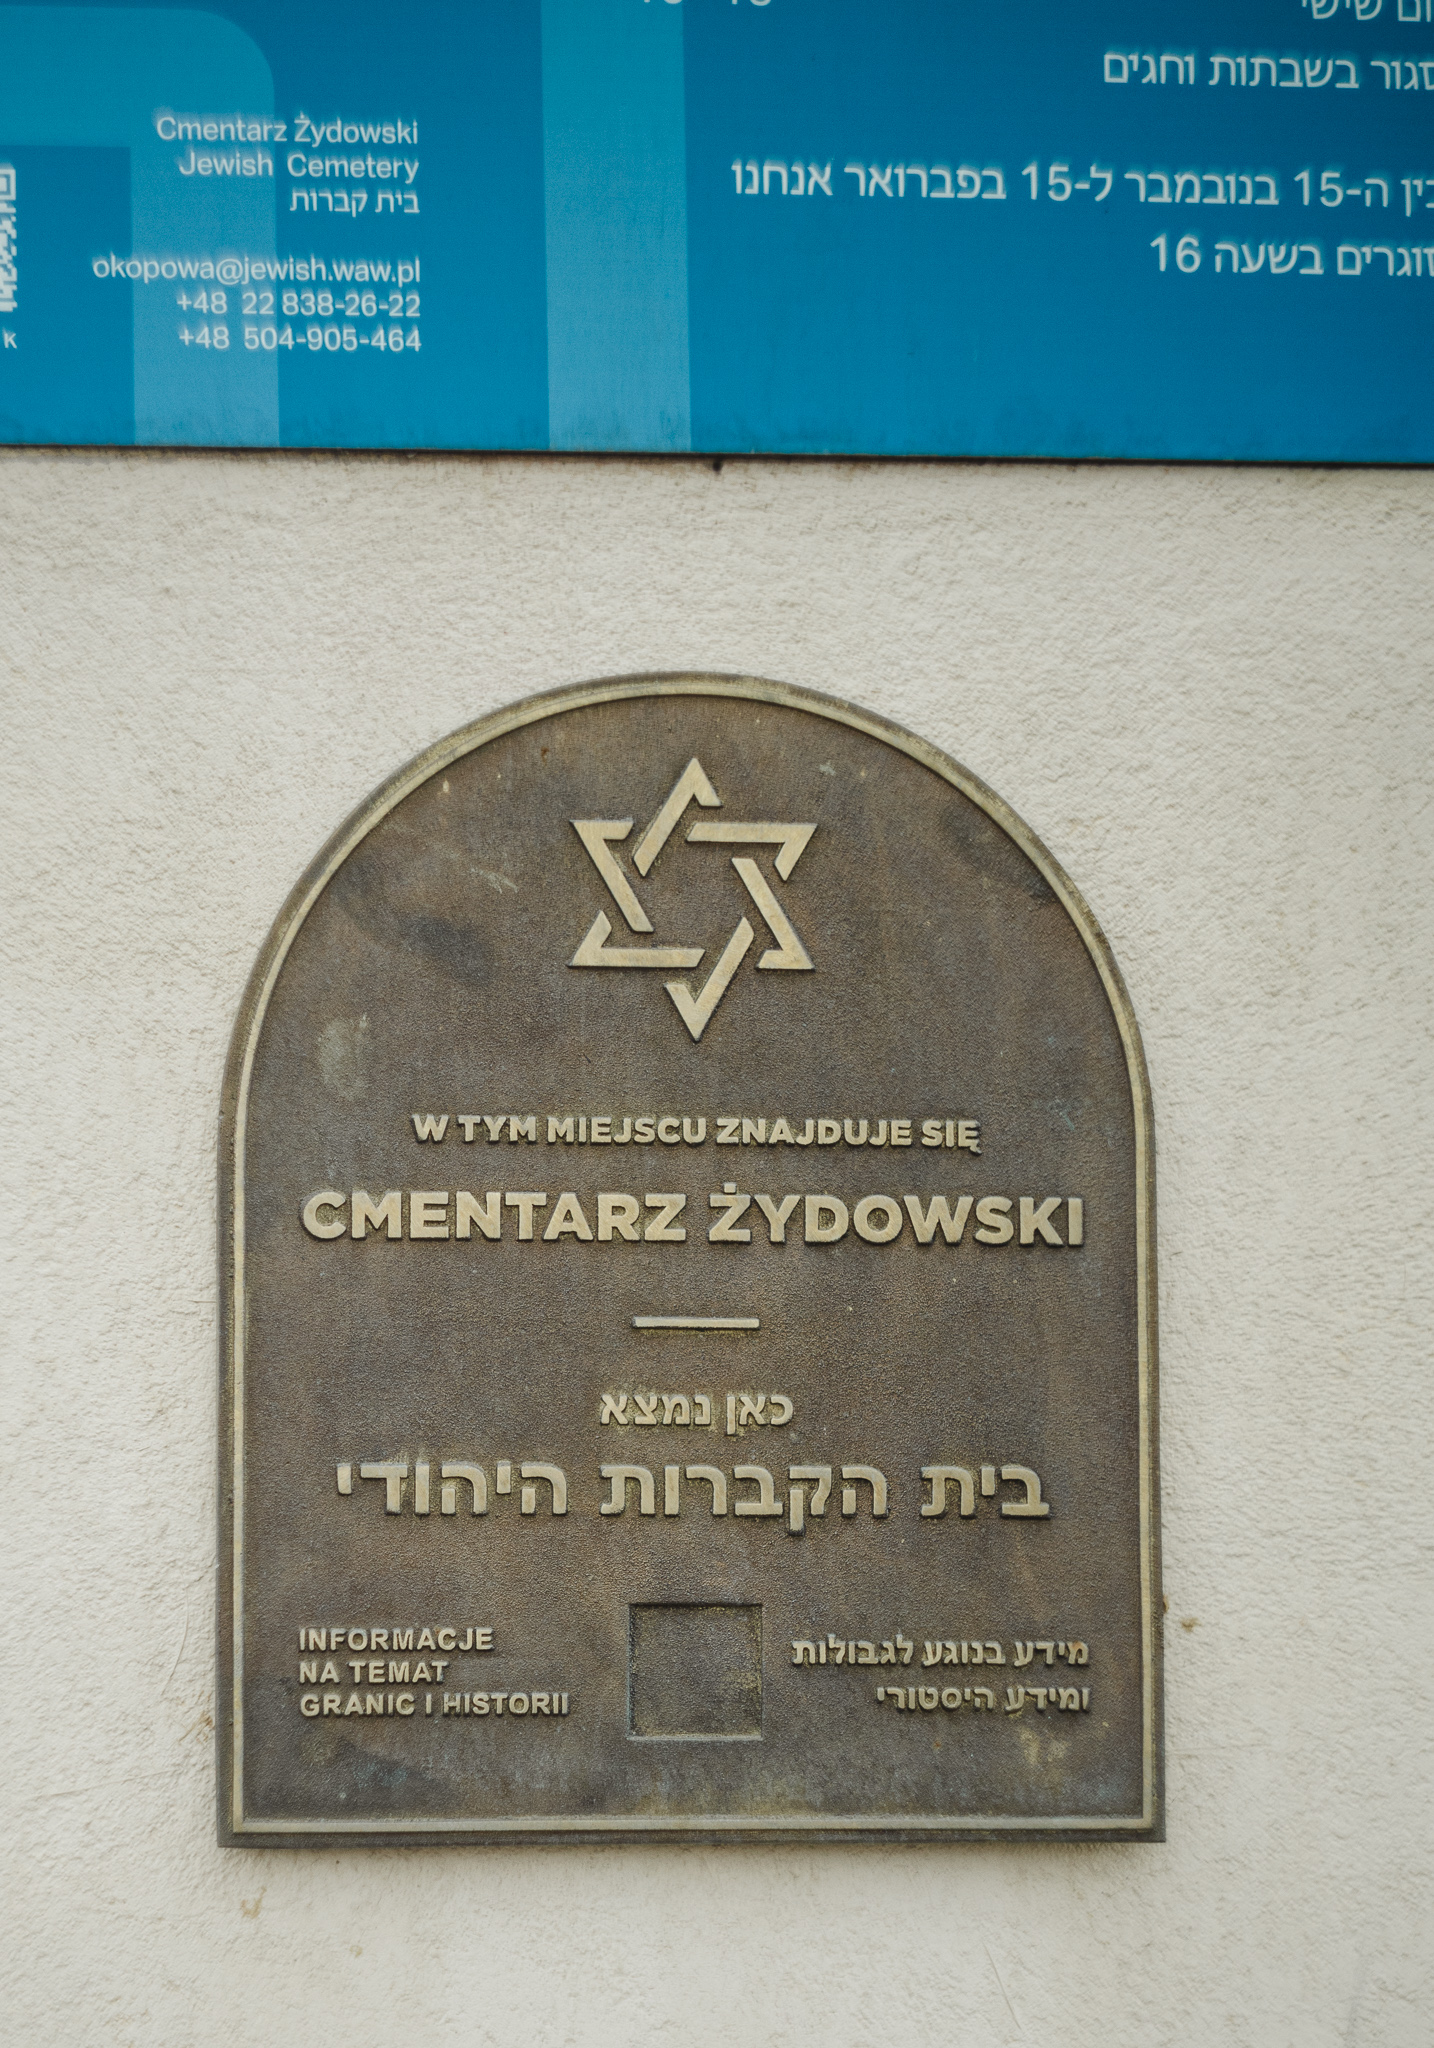 Cmentarz Żydowski
Jewish Cemetery
בית קברות
okopowa@jewish.waw.pl
+48 22 838-26-22
+48 504-905-464
שישי
סגור בשבתות וחגים
בין ה-15 בנובמבר ל-15 בפברואר אנחנו
סוגרים בשעה 16
W TYM MIEJSCU ZNAJDUJE SIĘ
CMENTARZ ŻYDOWSKI
כאן נמצא
בית הקברות היהודי
INFORMACJE
NA TEMAT
GRANIC I HISTORII
מידע בנוגע לגבולות
ומידע היסטורי